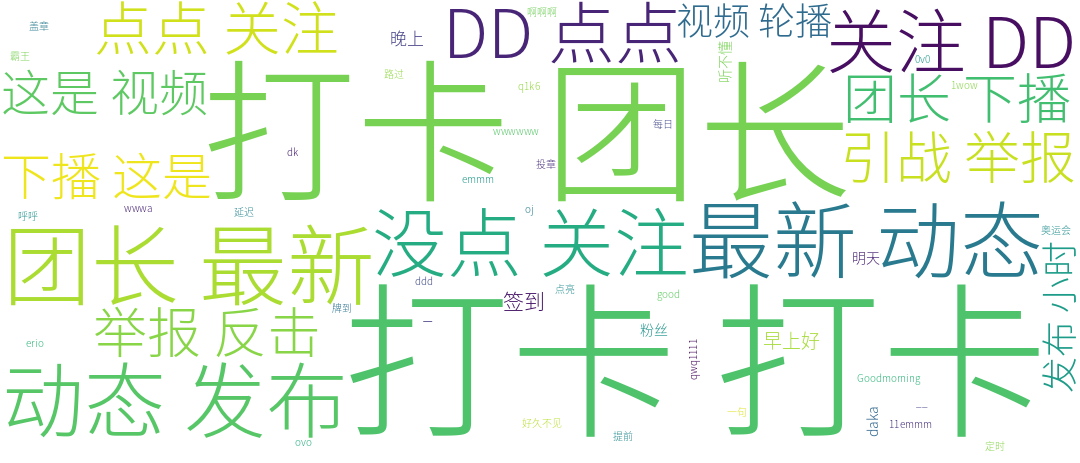 盖章
点点 关注
晚上
DD 点点
啊啊啊
视频 轮播
关注 DD
霸王
这是 视频
打卡 团长
路过
q1k6
听不懂
0v0
1wow
团长 下播
wwwwww
每日
dk
投章
引战 举报
下播 这是
emmm
呼呼
wwwa
延迟
oj
团长 最新
没点 关注
最新 动态
奥运会
明天
ddd
点亮
good
签到
牌到
一
粉丝
举报 反击
erio
打卡 打卡
早上好
qwq1111
发布 小时
动态 发布
Goodmorning
一句
一一
好久不见
提前
daka
11emmm
ovo
定时